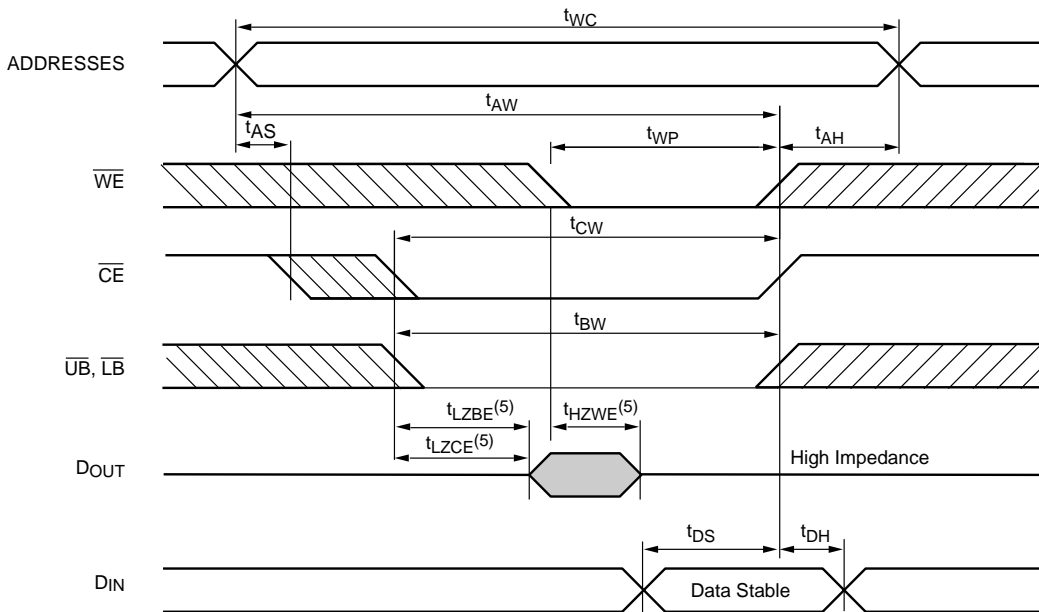 tWC
ADDRESSES
tAW
tAS
tWP
tAH
WE
tCW
CE
tBW
UB, LB
tLZBE(5)
tHZWE(5)
tLZCE(5)
DOUT
High Impedance
tDS
tDH
DIN
Data Stable